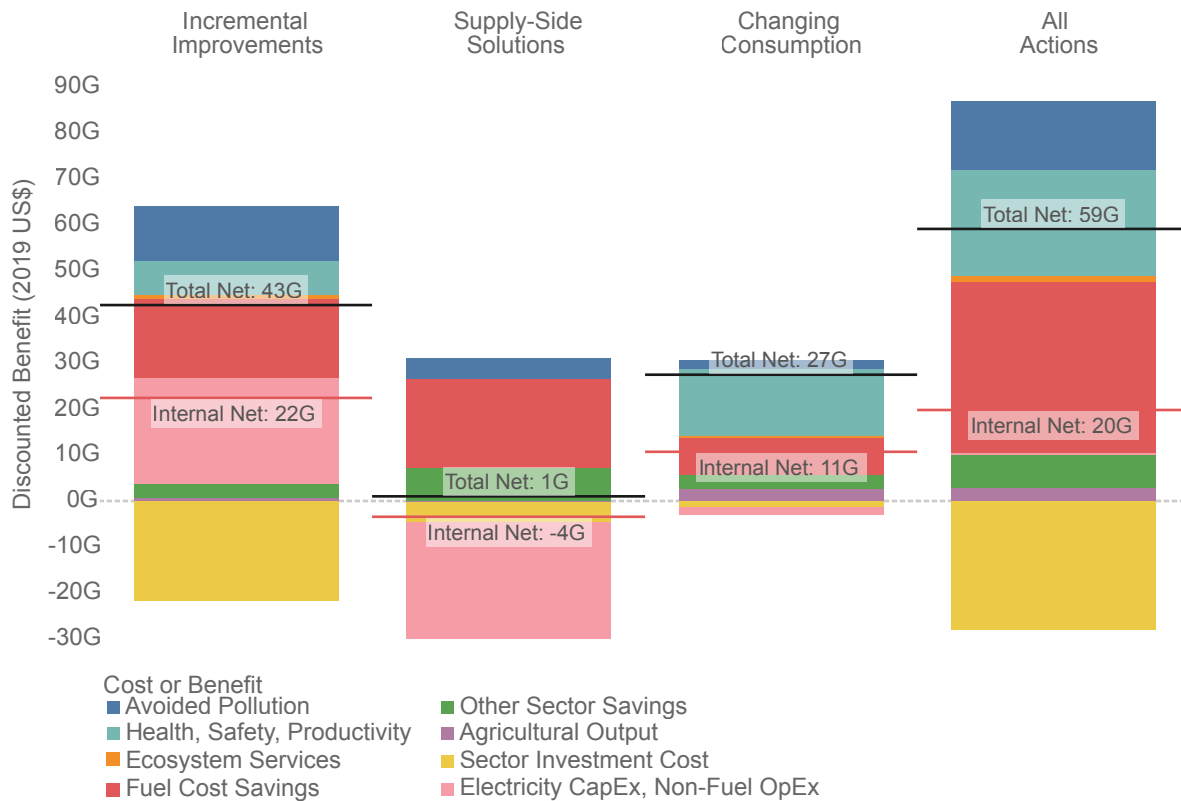 Incremental
Improvements
Supply-Side
Solutions
Changing
Consumption
All
Actions
Discounted Benefit (2019 US$)
90G
80G
70G
60G
50G
40G
30G
20G
10G
0G
-10G
-20G
-30G
Total Net: 43G
Internal Net: 22G
Total Net: 1G
Internal Net: -4G
Total Net: 27G
Internal Net: 11G
Total Net: 59G
Internal Net: 20G
Cost or Benefit
Avoided Pollution
Health, Safety, Productivity
Ecosystem Services
Fuel Cost Savings
Other Sector Savings
Agricultural Output
Sector Investment Cost
Electricity CapEx, Non-Fuel OpEx